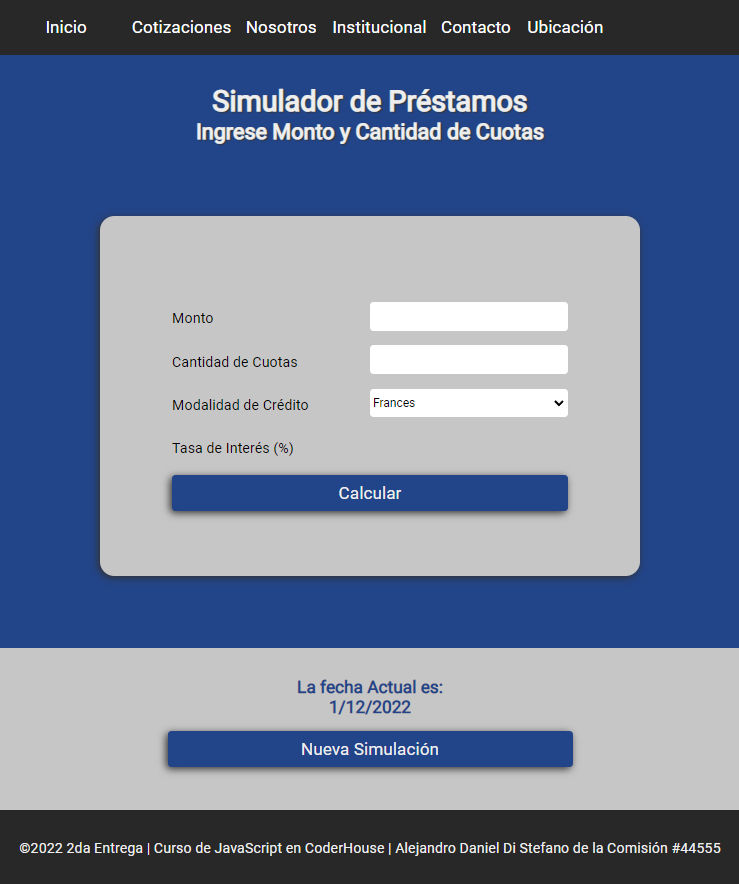 Inicio Cotizaciones Nosotros Institucional Contacto Ubicación
Simulador de Préstamos
Ingrese Monto y Cantidad de Cuotas
Monto
Cantidad de Cuotas
Modalidad de Crédito Frances
Tasa de Interés (%)
Calcular
La fecha Actual es:
1/12/2022
Nueva Simulación
©2022 2da Entrega | Curso de JavaScript en CoderHouse | Alejandro Daniel Di Stefano de la Comisión #44555